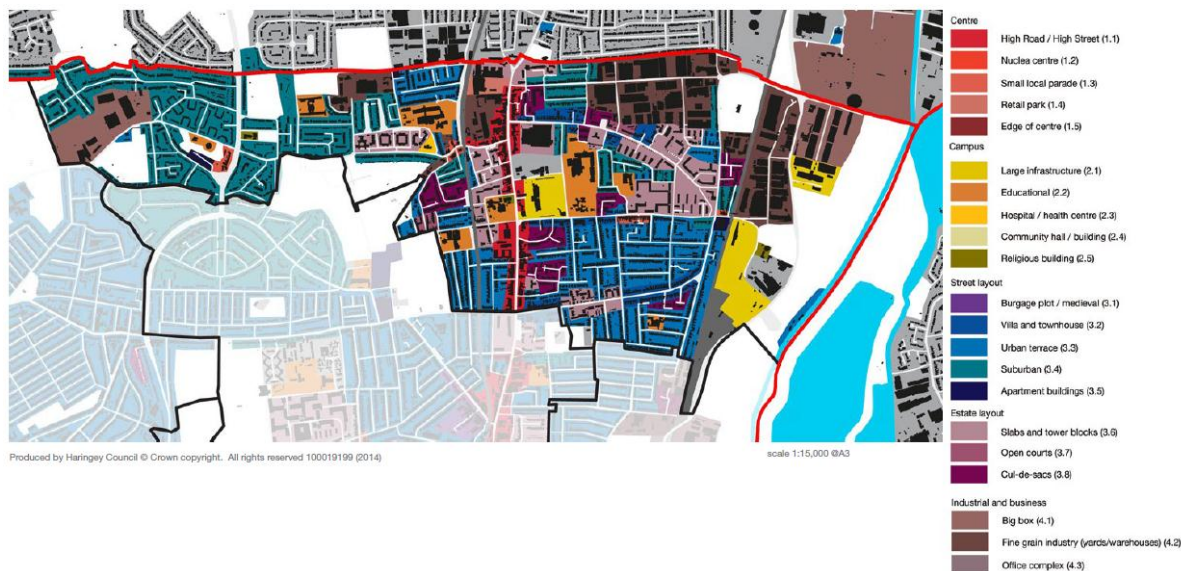 Centre
High Road / High Street (1.1)
Nuclea centre (1.2)
Small local parade (1.3)
Retail park (1.4)
Edge of centre (1.5)
Campus
Large infrastructure (2.1)
Educational (2.2)
Hospital / health centre (2.3)
Community hall / building (2.4)
Religious building (2.5)
Street layout
Burgage plot / medieval (3.1)
Villa and townhouse (3.2)
Urban terrace (3.3)
Suburban (3.4)
Apartment buildings (3.5)
Estate layout
Slabs and tower blocks (3.6)
Open courts (3.7)
Cul-de-sacs (3.8)
Industrial and business
Big box (4.1)
Fine grain industry (yards/warehouses) (4.2)
Office complex (4.3)
Produced by Haringey Council © Crown copyright. All rights reserved 100019199 (2014)
scale 1:15,000 @A3